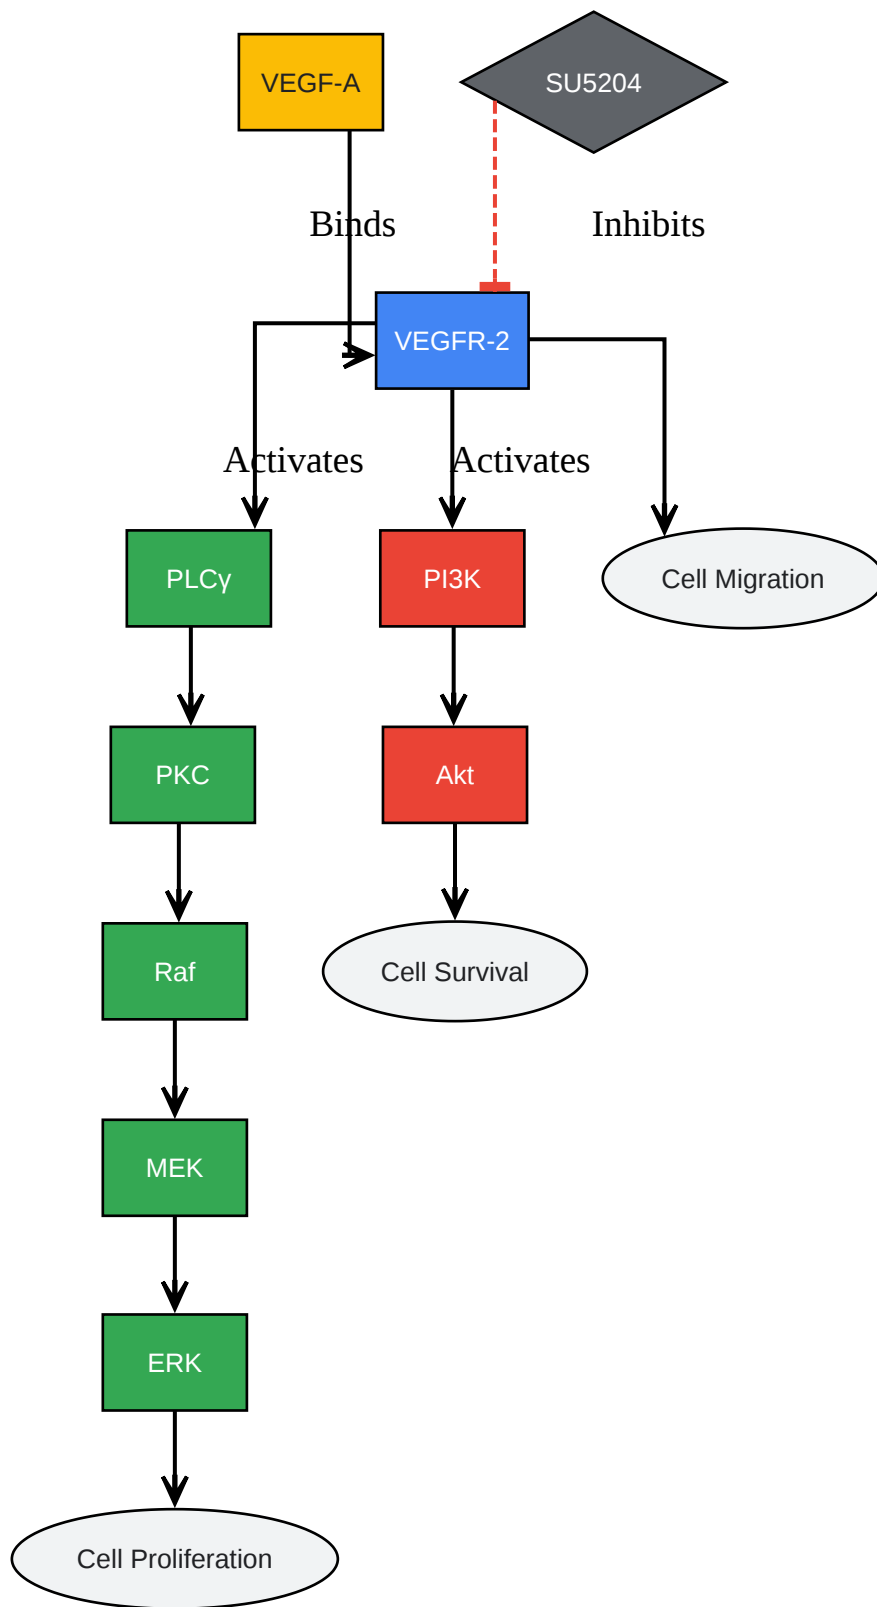 VEGF-A
SU5204
Binds
Inhibits
VEGFR-2
Activates
Activates
PLCγ
PI3K
Cell Migration
PKC
Akt
Raf
Cell Survival
MEK
ERK
Cell Proliferation